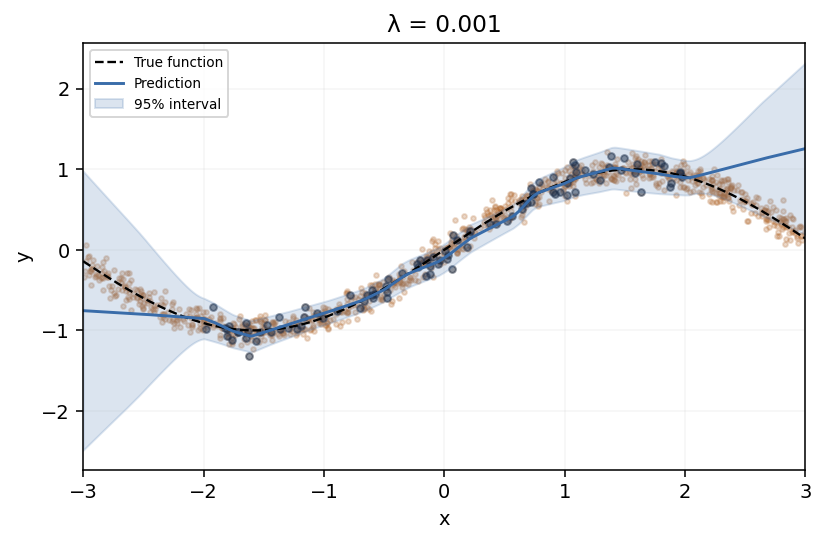 λ = 0.001
True function
Prediction
95% interval
2
1
0
−1
−2
y
−3 −2 −1 0 1 2 3
x